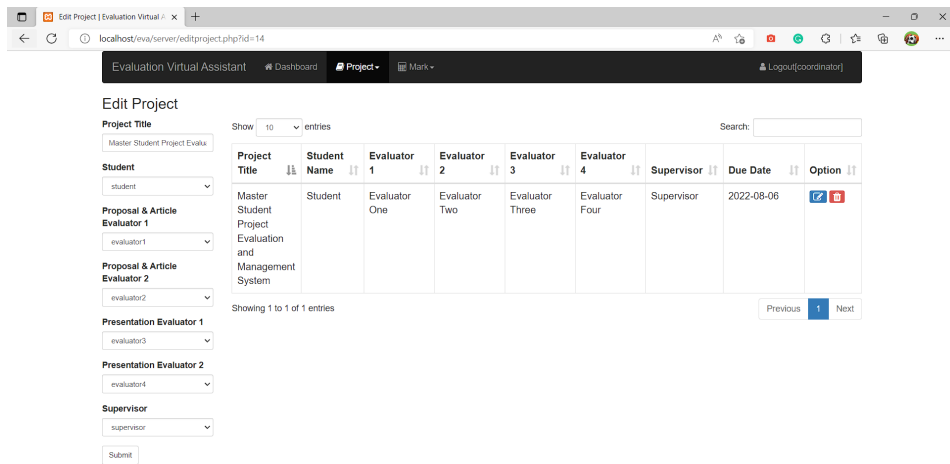 Edit Project | Evaluation Virtual A
localhost/eva/server/editproject.php?id=14
Evaluation Virtual Assistant Dashboard Project Mark Logout[coordinator]
Edit Project
Project Title
Master Student Project Evalua
Student
student
Proposal & Article
Evaluator 1
evaluator1
Proposal & Article
Evaluator 2
evaluator2
Presentation Evaluator 1
evaluator3
Presentation Evaluator 2
evaluator4
Supervisor
supervisor
Submit
Show 10 entries Search:
Project Title Student Name Evaluator 1 Evaluator 2 Evaluator 3 Evaluator 4 Supervisor Due Date Option
Master Student Project Evaluation and Management System Student Evaluator One Evaluator Two Evaluator Three Evaluator Four Supervisor 2022-08-06
Showing 1 to 1 of 1 entries Previous 1 Next